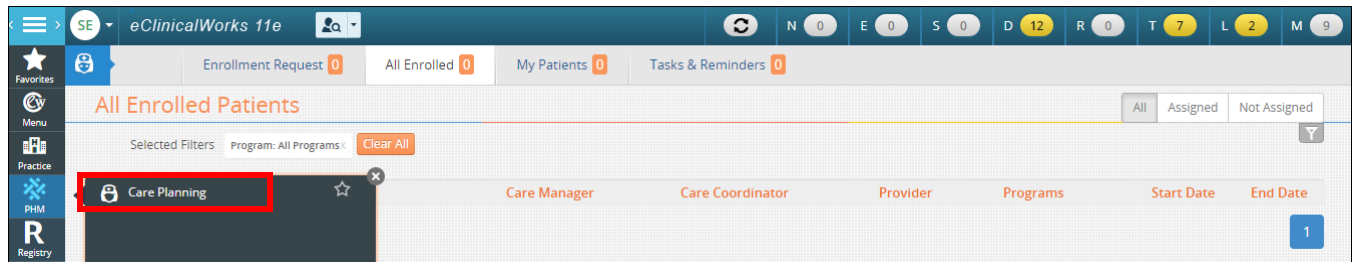 SE eClinicalWorks 11e N 0 E 0 S 0 D 12 R 0 T 7 L 2 M 9
Favorites
Enrollment Request 0 All Enrolled 0 My Patients 0 Tasks & Reminders 0
Menu
All Enrolled Patients All Assigned Not Assigned
Practice
Selected Filters Program: All Programs x Clear All
PHM
Care Planning x Care Manager Care Coordinator Provider Programs Start Date End Date
R
Registry
1